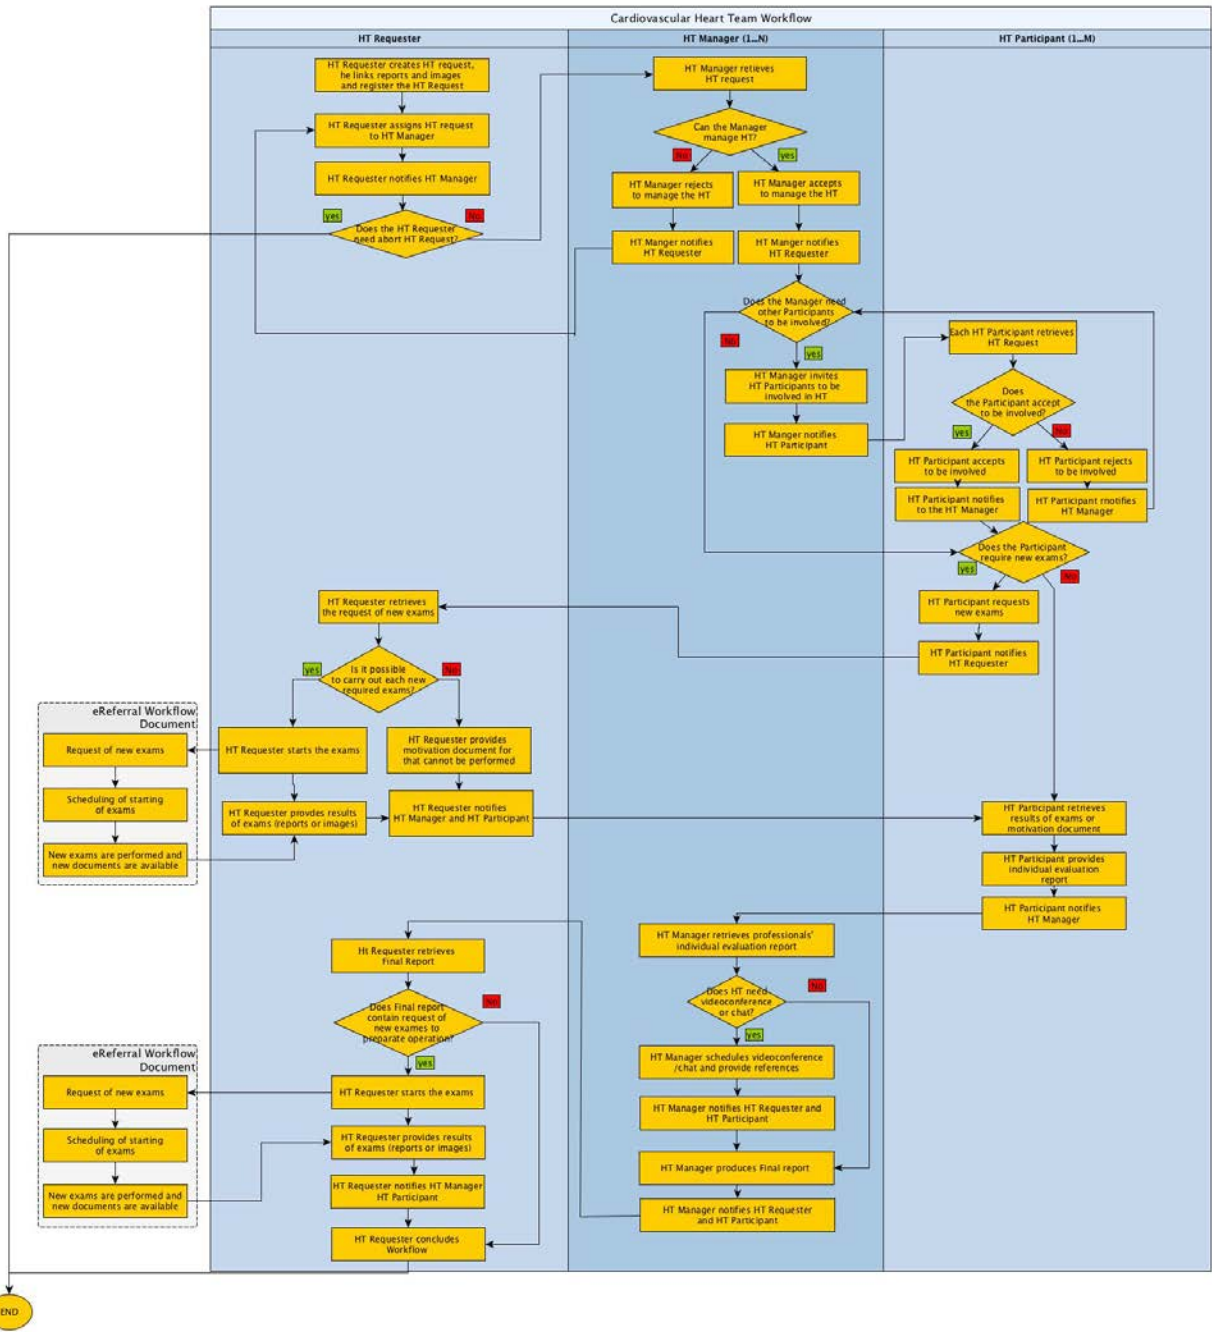 Cardiovascular Heart Team Workflow
HT Requester
HT Manager (1...N)
HT Participant (1...M)
HT Requester creates HT request,
he links reports and images
and register the HT Request
HT Requester assigns HT request
to HT Manager
HT Requester notifies HT Manager
yes
No
Does the HT Requester
need abort HT Request?
HT Manager retieves
HT request
Can the Manager
manage HT?
No
yes
HT Manager rejects
to manage the HT
HT Manager accepts
to manage the HT
HT Manger notifies
HT Requester
HT Manger notifies
HT Requester
Does the Manager need
other Participants
to be involved?
No
yes
HT Manager invites
HT Participants to be
involved in HT
HT Manger notifies
HT Participant
Each HT Participant retrieves
HT Request
Does
the Participant accept
to be involved?
yes
No
HT Participant accepts
to be involved
HT Participant rejects
to be involved
HT Participant notifies
to the HT Manager
HT Participant rnotifies
HT Manager
Does the Participant
require new exams?
yes
No
HT Participant requests
new exams
HT Participant notifies
HT Requester
HT Requester retrieves
the request of new exams
Is it possible
to carry out each new
required exams?
yes
No
HT Requester starts the exams
HT Requester provides
motivation document for
that cannot be performed
HT Requester provdes results
of exams (reports or images)
HT Requester notifies
HT Manager and HT Participant
eReferral Workflow
Document
Request of new exams
Scheduling of starting
of exams
New exams are performed and
new documents are available
HT Participant retrieves
results of exams or
motivation document
HT Participant provides
individual evaluation
report
HT Participant notifies
HT Manager
HT Manager retrieves professionals'
individual evaluation report
Does HT need
videoconference
or chat?
No
yes
HT Manager schedules videoconference
/chat and provide references
HT Manager notifies HT Requester and
HT Participant
HT Manager produces Final report
HT Manager notifies HT Requester
and HT Participant
Ht Requester retrieves
Final Report
Does Final report
contain request of
new exames to
preparate operation?
No
yes
HT Requester starts the exams
HT Requester provides results
of exams (reports or images)
HT Requester notifies HT Manager
HT Participant
HT Requester concludes
Workflow
eReferral Workflow
Document
Request of new exams
Scheduling of starting
of exams
New exams are performed and
new documents are available
END